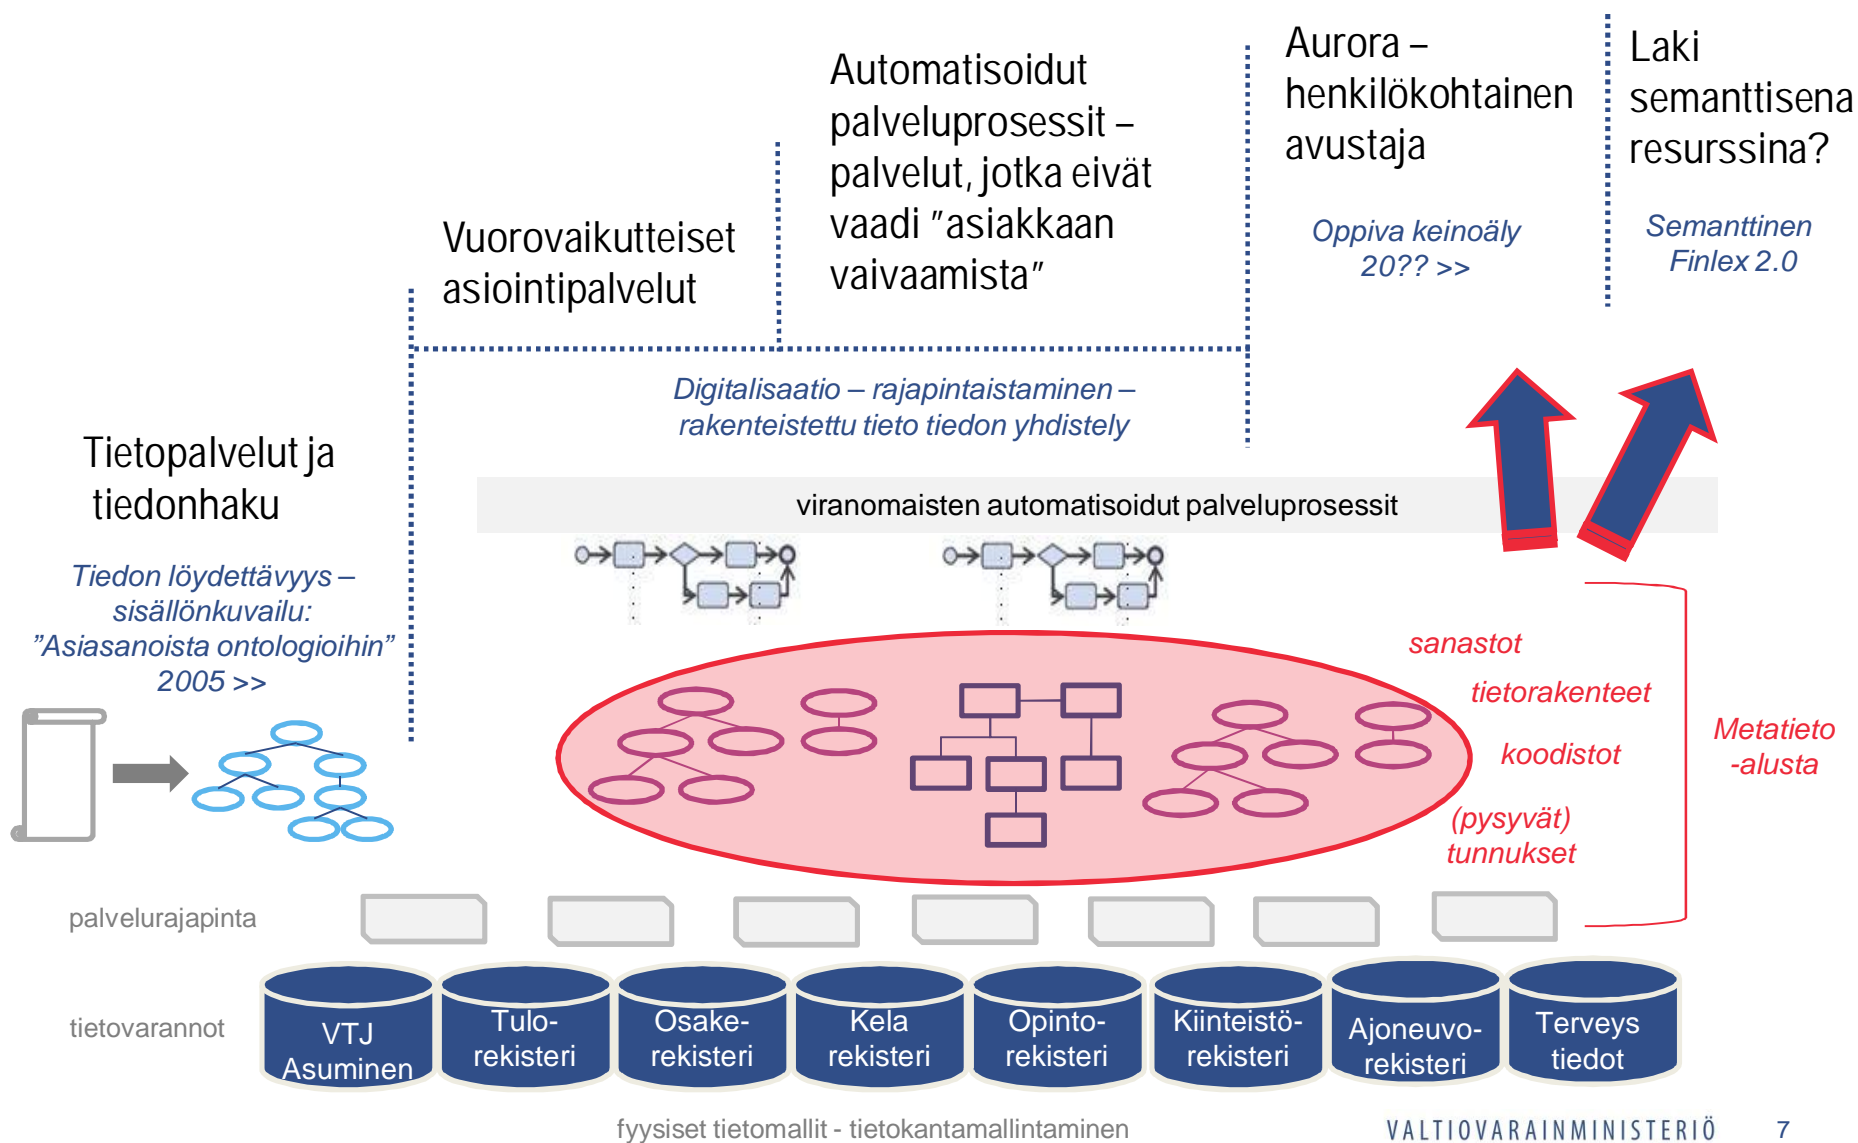 Tietopalvelut ja
tiedonhaku
Tiedon löydettävyys –
sisällönkuvailu:
”Asiasanoista ontologioihin”
2005 >>
Vuorovaikutteiset
asiointipalvelut
Automatisoidut
palveluprosessit –
palvelut, jotka eivät
vaadi ”asiakkaan
vaivaamista”
Digitalisaatio – rajapintaistaminen –
rakenteistettu tieto tiedon yhdistely
Aurora –
henkilökohtainen
avustaja
Oppiva keinoäly
20?? >>
Laki
semanttisena
resurssina?
Semanttinen
Finlex 2.0
viranomaisten automatisoidut palveluprosessit
sanastot
tietorakenteet
koodistot
(pysyvät)
tunnukset
Metatieto
-alusta
palvelurajapinta
tietovarannot
VTJ
Asuminen
Tulo-
rekisteri
Osake-
rekisteri
Kela
rekisteri
Opinto-
rekisteri
Kiinteistö-
rekisteri
Ajoneuvo-
rekisteri
Terveys
tiedot
fyysiset tietomallit - tietokantamallintaminen
VALTIOVARAINMINISTERIÖ
7